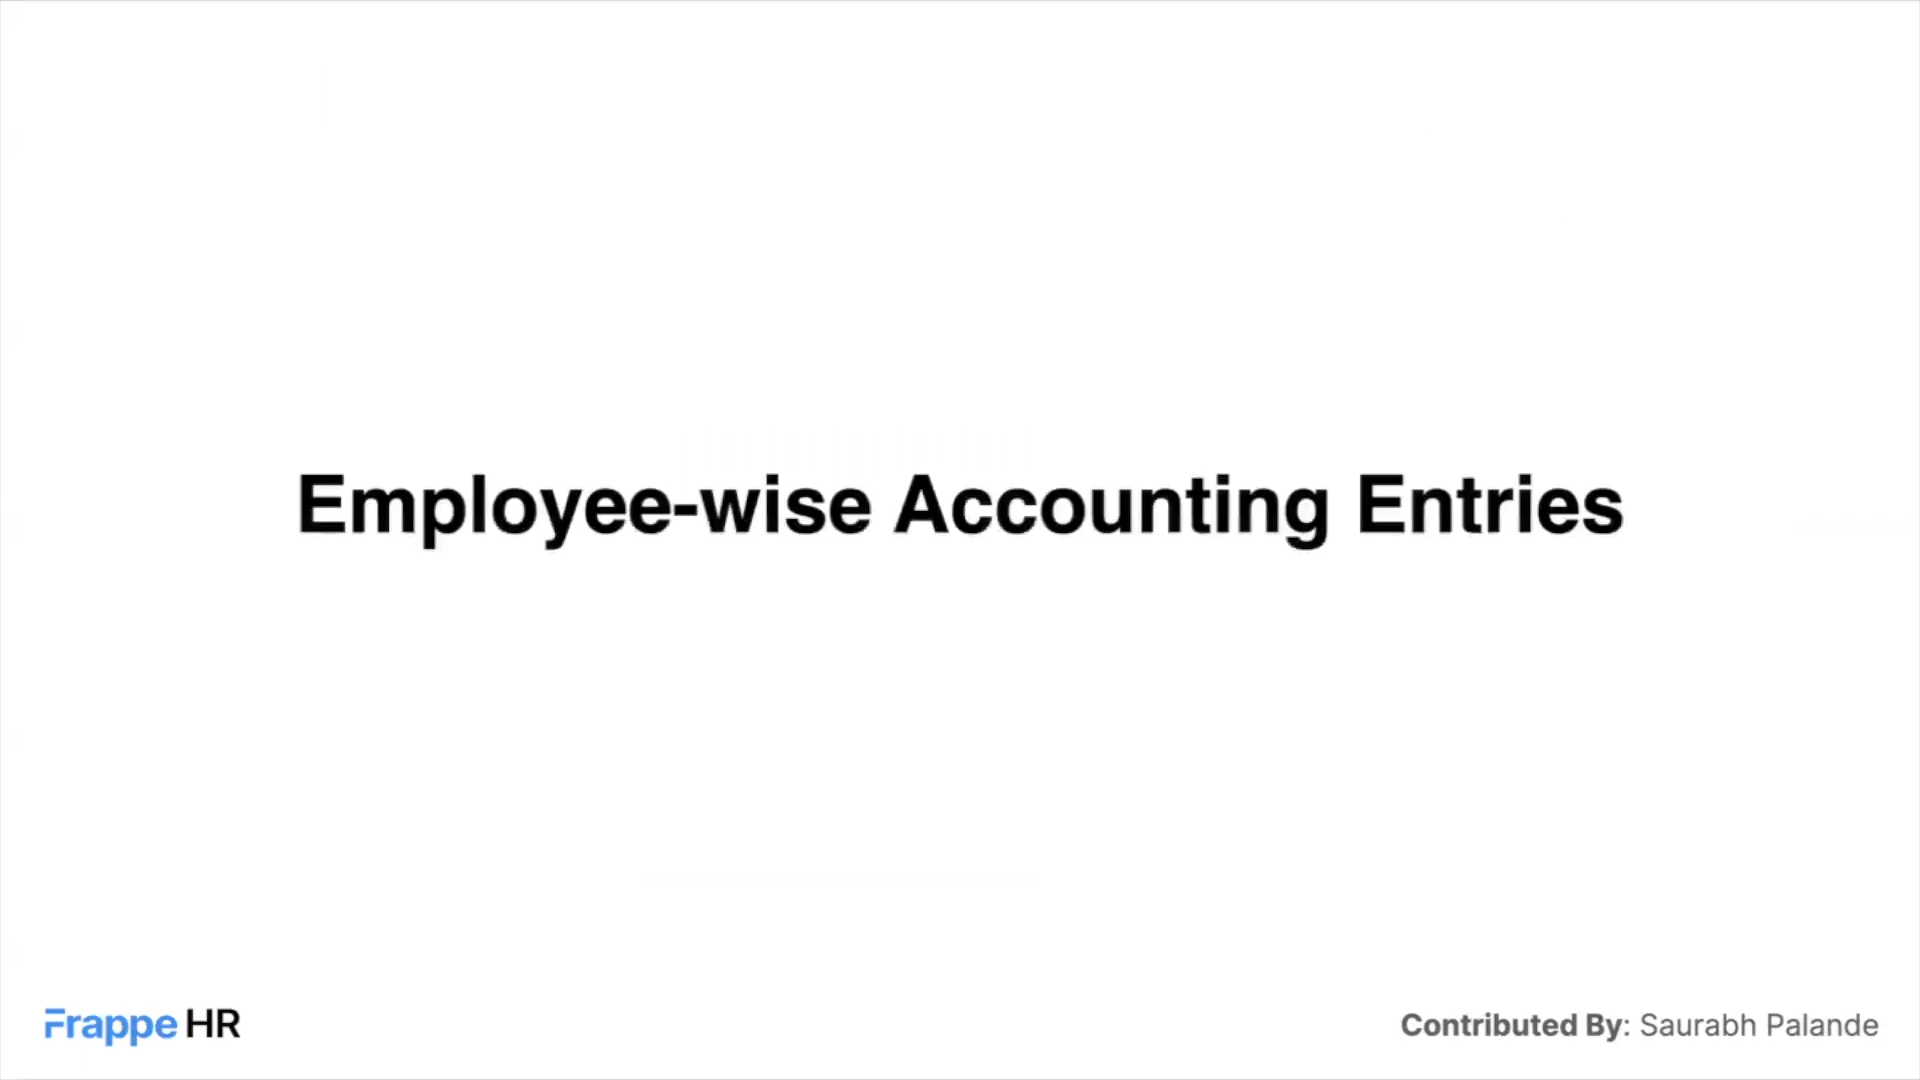 Employee-wise Accounting Entries
Frappe HR
Contributed By: Saurabh Palande